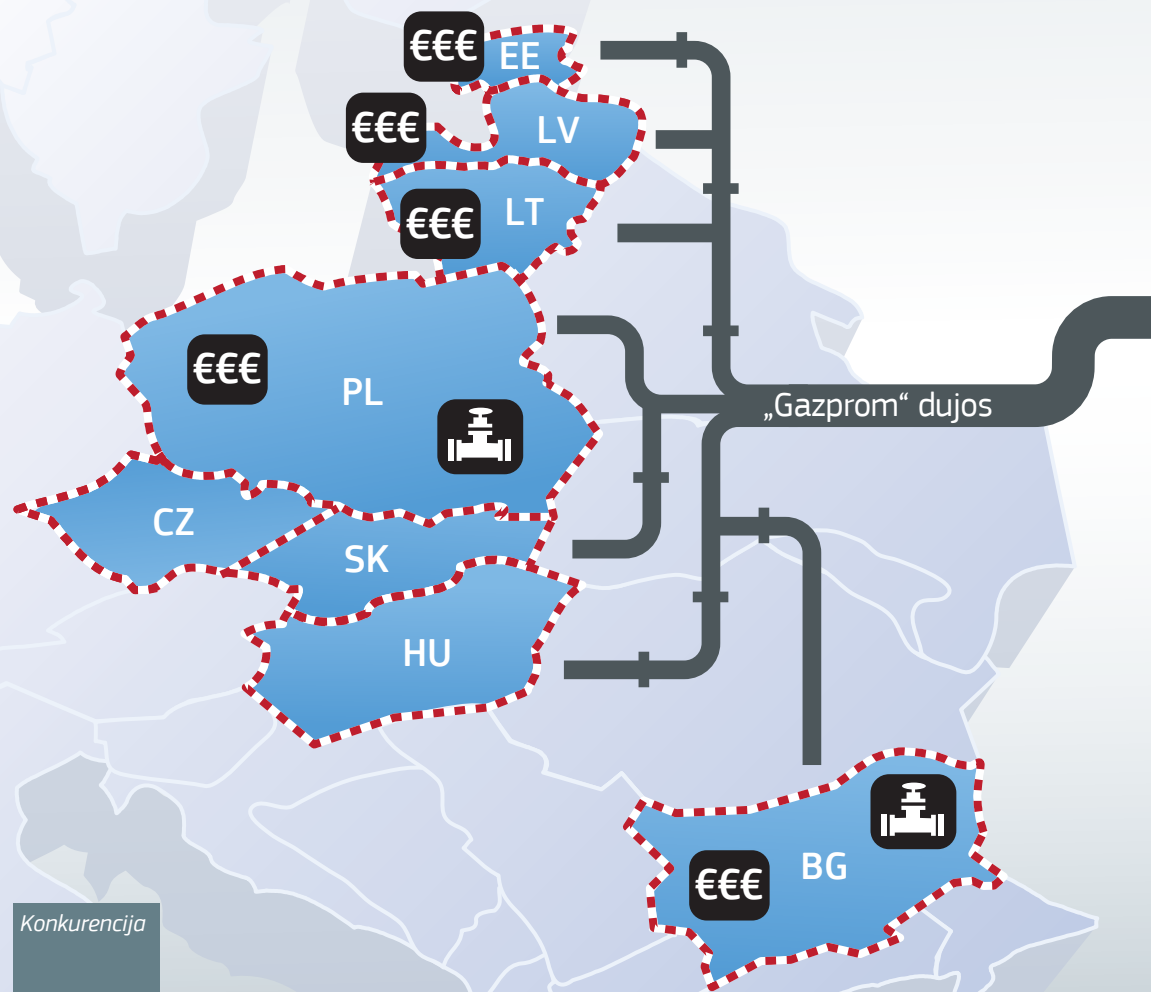 €€€
EE
€€€
LV
€€€
LT
€€€
PL
„Gazprom“ dujos
CZ
SK
HU
€€€
BG
Konkurencija